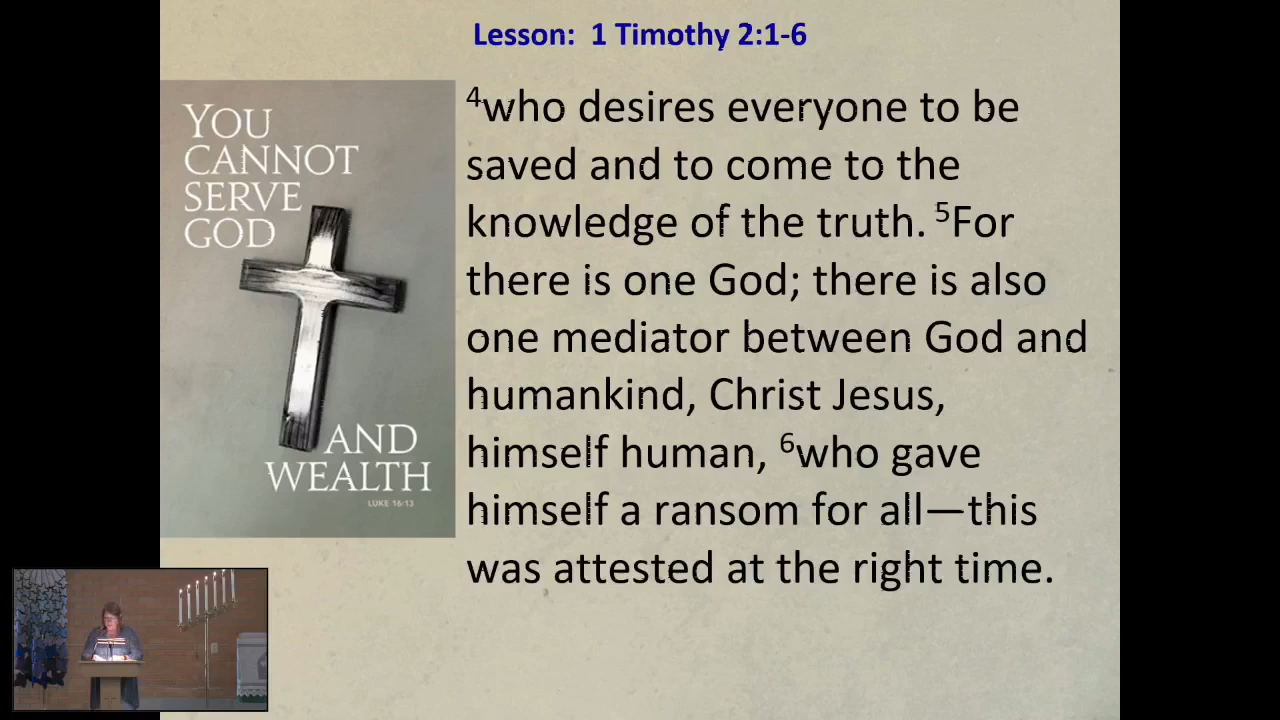 Lesson:  1 Timothy 2:1-6
YOU
CANNOT
SERVE
GOD
AND
WEALTH
LUKE 16:13
⁴who desires everyone to be
saved and to come to the
knowledge of the truth. ⁵For
there is one God; there is also
one mediator between God and
humankind, Christ Jesus,
himself human, ⁶who gave
himself a ransom for all—this
was attested at the right time.